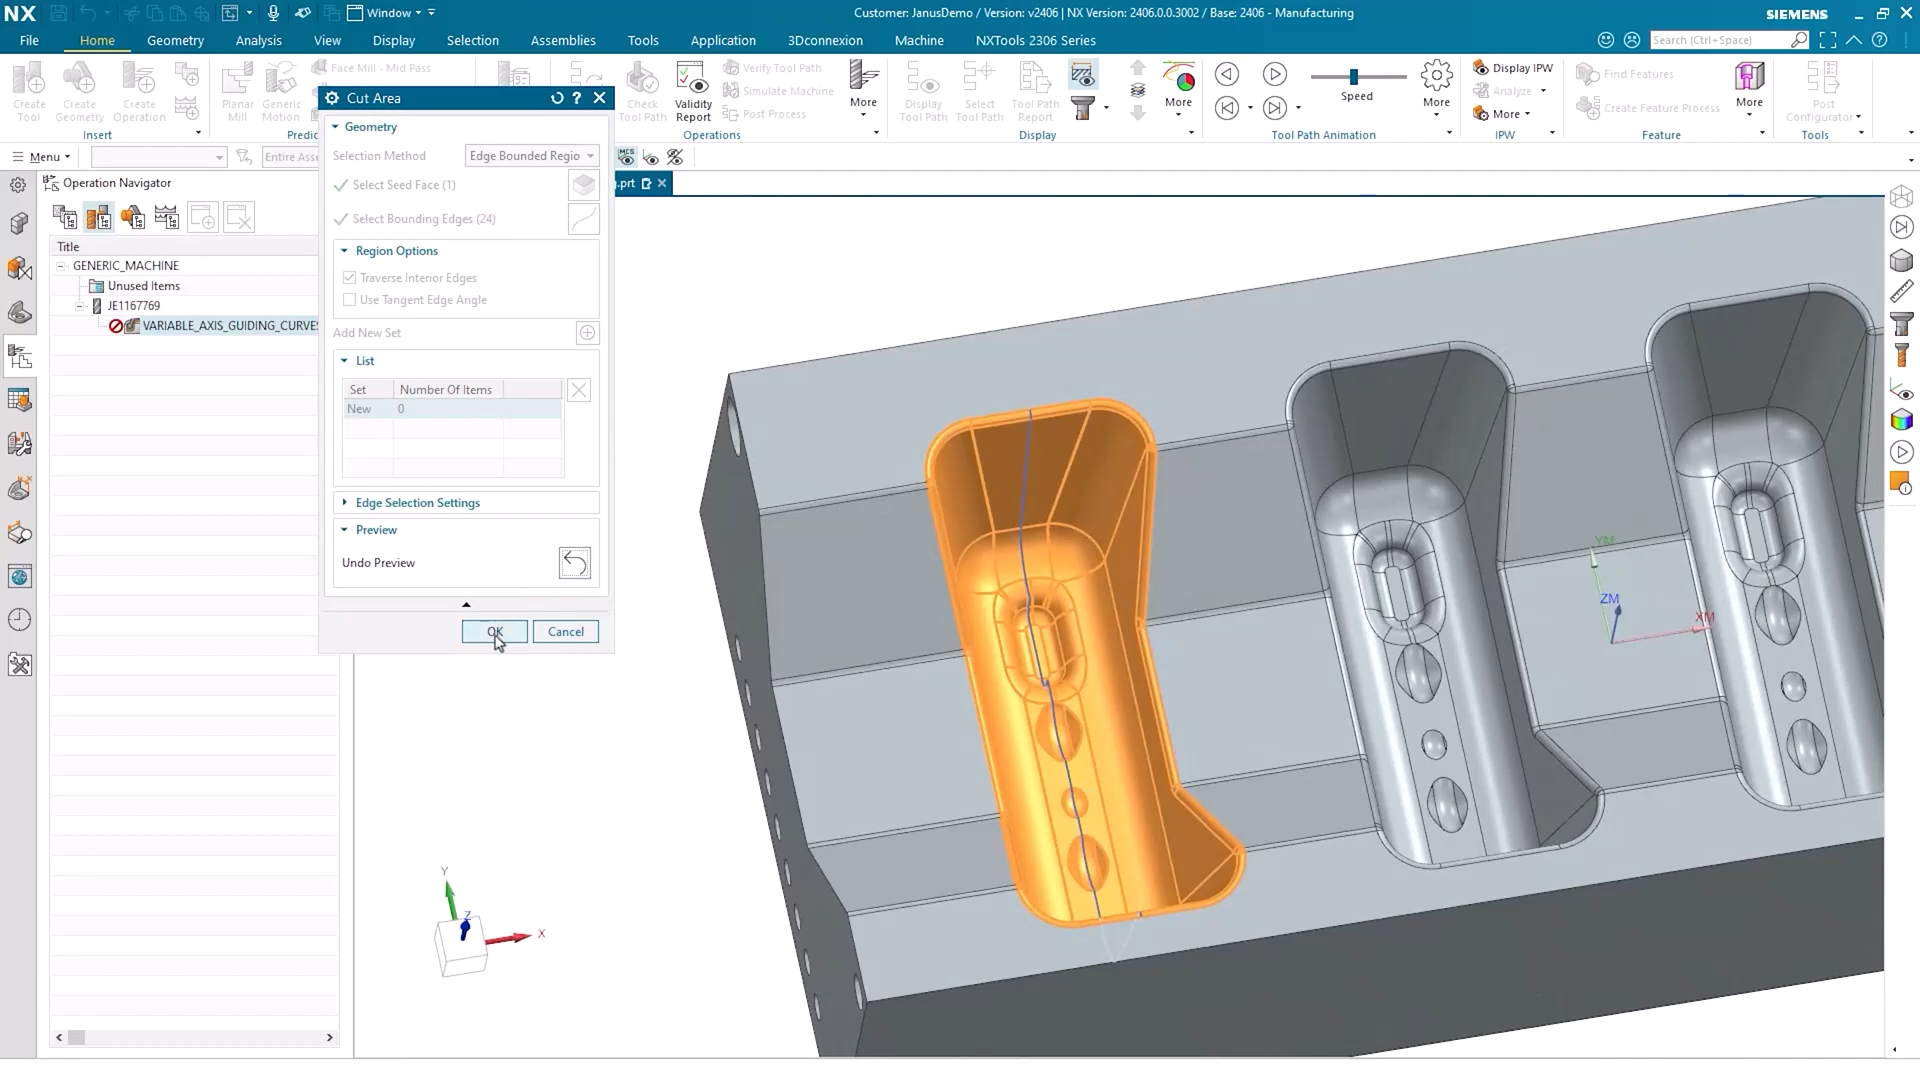 NX
Window
Customer: JanusDemo / Version: v2406 | NX Version: 2406.0.0.3002 / Base: 2406 - Manufacturing
SIEMENS
File
Home
Geometry
Analysis
View
Display
Selection
Assemblies
Tools
Application
3Dconnexion
Machine
NXTools 2306 Series
Search (Ctrl+Space)
Create Tool
Create Geometry
Create Operation
Insert
Planar Mill
Generic Motion
Face Mill - Mid Pass
Check Tool Path
Validity Report
Verify Tool Path
Simulate Machine
Post Process
More
Operations
Display Tool Path
Select Tool Path
Tool Path Report
More
Display
Speed
More
Tool Path Animation
Display IPW
Analyze
More
IPW
Find Features
Create Feature Process
More
Feature
Post Configurator
Tools
Menu
Entire Asse
MCS
.prt
Operation Navigator
Title
GENERIC_MACHINE
Unused Items
JE1167769
VARIABLE_AXIS_GUIDING_CURVES
Cut Area
Geometry
Selection Method
Edge Bounded Regio
Select Seed Face (1)
Select Bounding Edges (24)
Region Options
Traverse Interior Edges
Use Tangent Edge Angle
Add New Set
List
Set
Number Of Items
New
0
Edge Selection Settings
Preview
Undo Preview
OK
Cancel
YM
ZM
XM
Y
Z
X